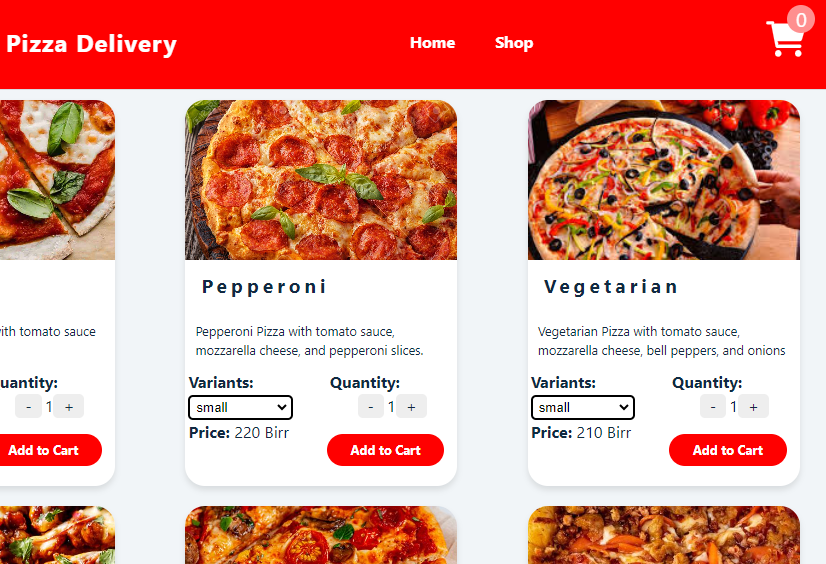 Pizza Delivery
Home
Shop
0
Pepperoni
Vegetarian
with tomato sauce
Pepperoni Pizza with tomato sauce,
mozzarella cheese, and pepperoni slices.
Vegetarian Pizza with tomato sauce,
mozzarella cheese, bell peppers, and onions
uantity:
- 1 +
Add to Cart
Variants:
small
Price: 220 Birr
Quantity:
- 1 +
Add to Cart
Variants:
small
Price: 210 Birr
Quantity:
- 1 +
Add to Cart